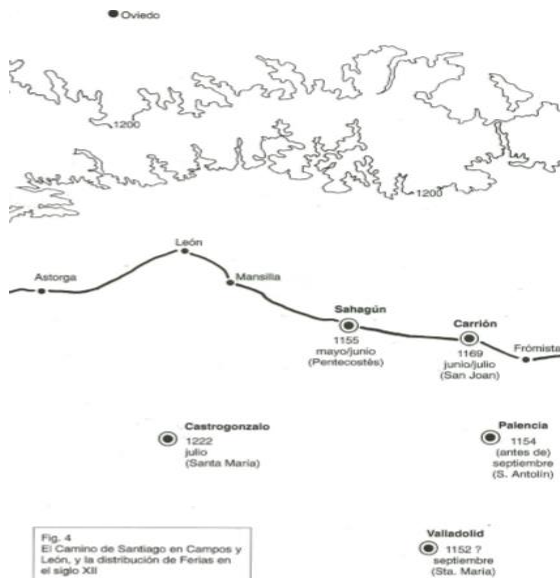 Oviedo
1200
1200
León
Astorga
Mansilla
Sahagún
1155
mayo/junio
(Pentecostés)
Carrión
1169
junio/julio
(San Joan)
Frómista
Castrogonzalo
1222
julio
(Santa María)
Palencia
1154
(antes de)
septiembre
(S. Antolín)
Valladolid
1152 ?
septiembre
(Sta. María)
Fig. 4
El Camino de Santiago en Campos y
León, y la distribución de Ferias en
el siglo XII